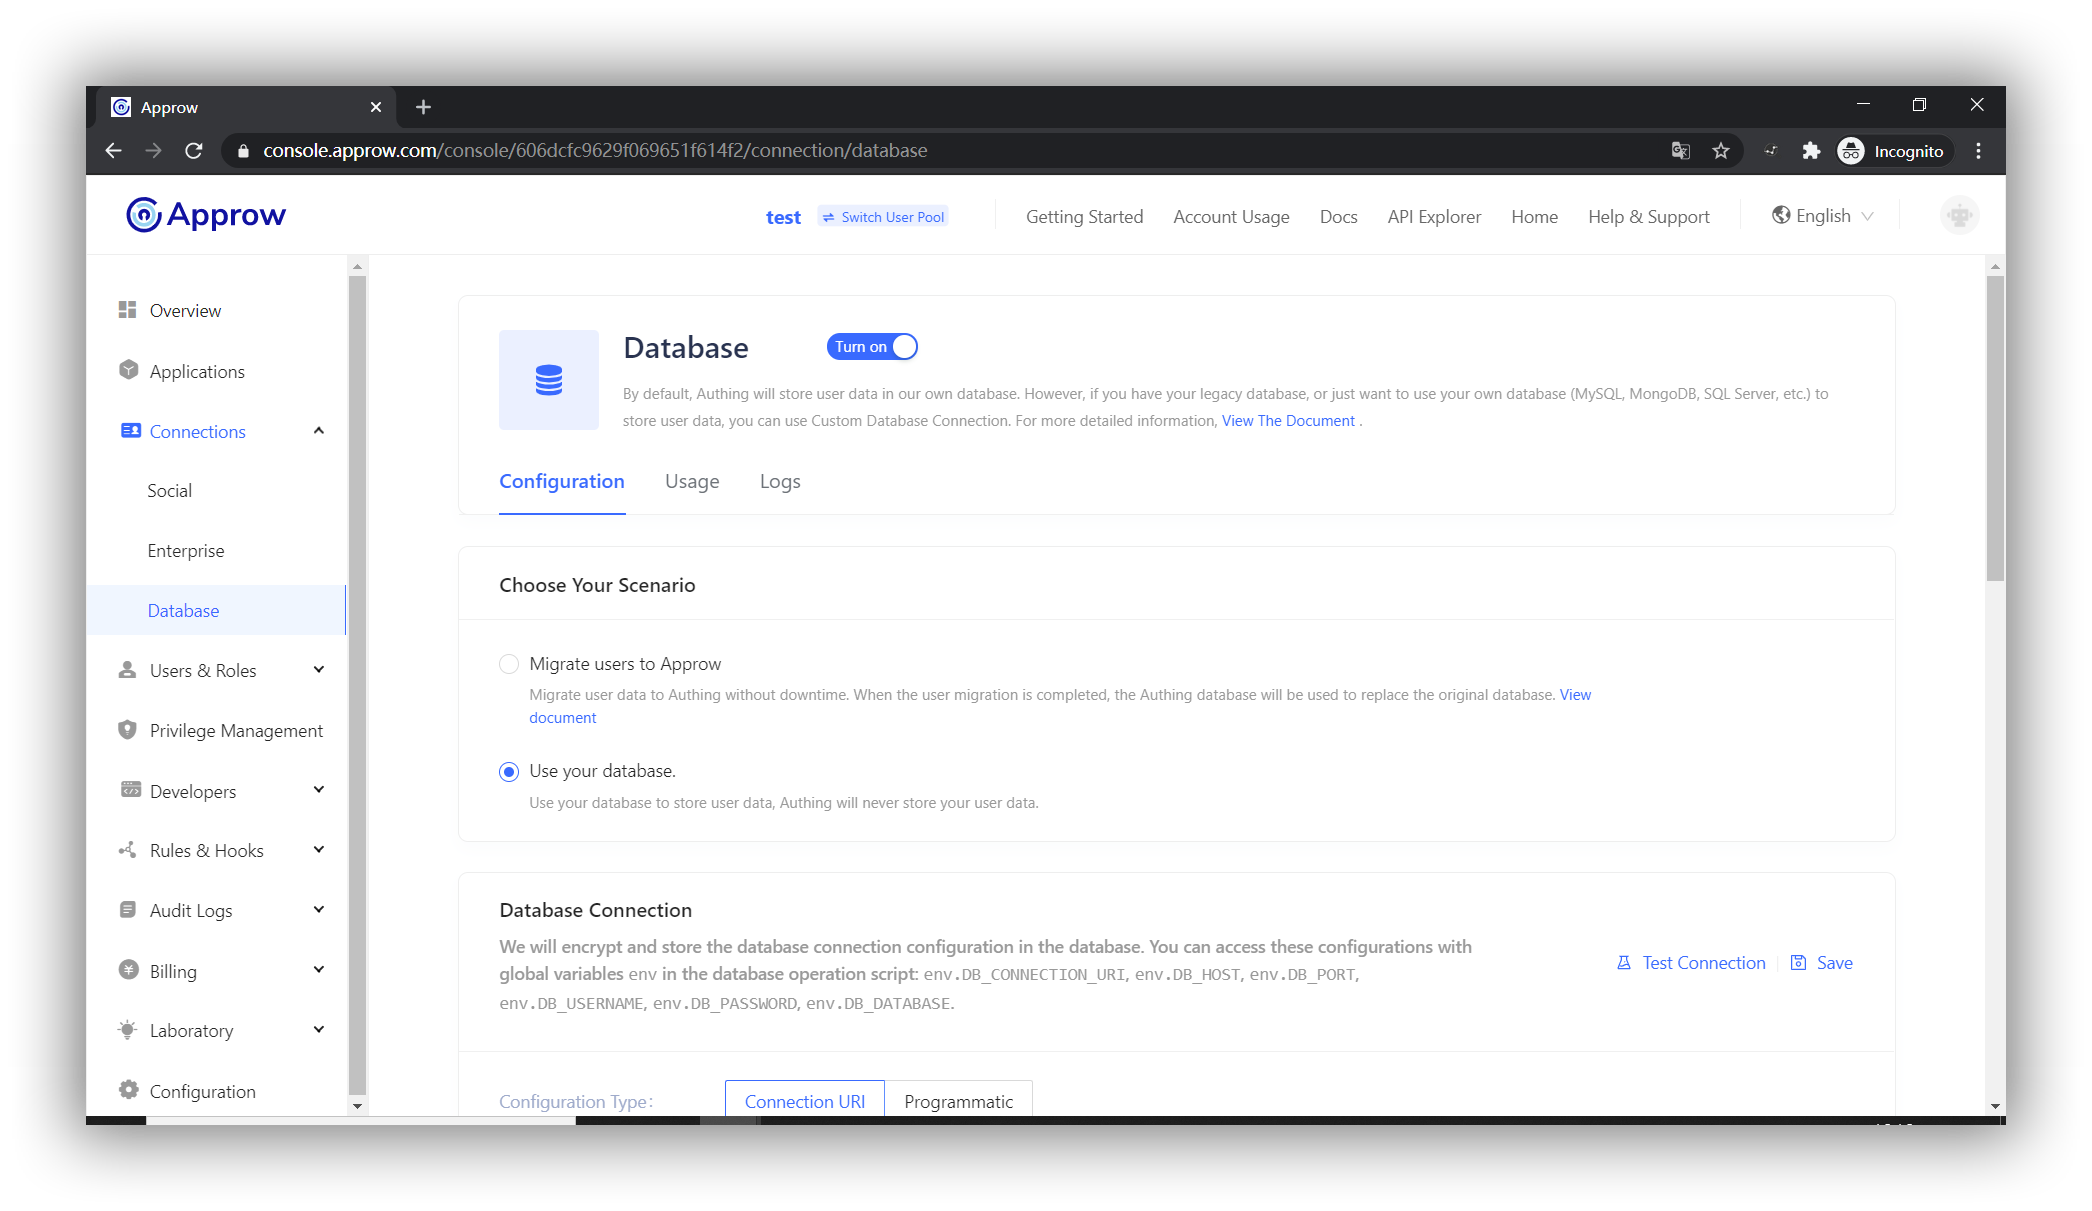 Approw
console.approw.com/console/606dcfc9629f069651f614f2/connection/database
Incognito
Approw
test
Switch User Pool
Getting Started
Account Usage
Docs
API Explorer
Home
Help & Support
English
Overview
Applications
Connections
Social
Enterprise
Database
Users & Roles
Privilege Management
Developers
Rules & Hooks
Audit Logs
Billing
Laboratory
Configuration
Database
Turn on
By default, Authing will store user data in our own database. However, if you have your legacy database, or just want to use your own database (MySQL, MongoDB, SQL Server, etc.) to
store user data, you can use Custom Database Connection. For more detailed information, View The Document .
Configuration
Usage
Logs
Choose Your Scenario
Migrate users to Approw
Migrate user data to Authing without downtime. When the user migration is completed, the Authing database will be used to replace the original database. View
document
Use your database.
Use your database to store user data, Authing will never store your user data.
Database Connection
We will encrypt and store the database connection configuration in the database. You can access these configurations with
global variables env in the database operation script: env.DB_CONNECTION_URI, env.DB_HOST, env.DB_PORT,
env.DB_USERNAME, env.DB_PASSWORD, env.DB_DATABASE.
Test Connection
Save
Configuration Type:
Connection URI
Programmatic